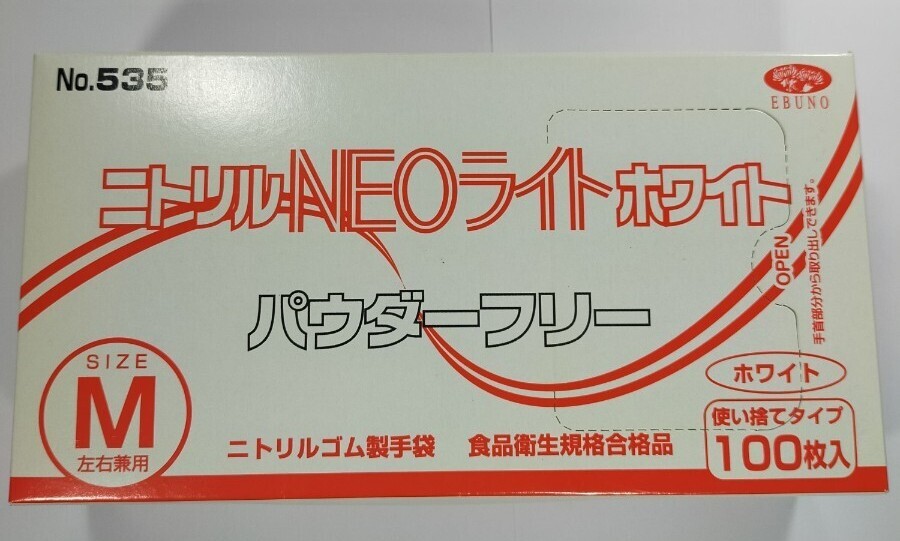 No.535
EBUNO
ニトリルNEOライトホワイト
OPEN
手首部分から取り出しできます。
パウダーフリー
SIZE
M
左右兼用
ホワイト
ニトリルゴム製手袋 食品衛生規格合格品
使い捨てタイプ
100枚入